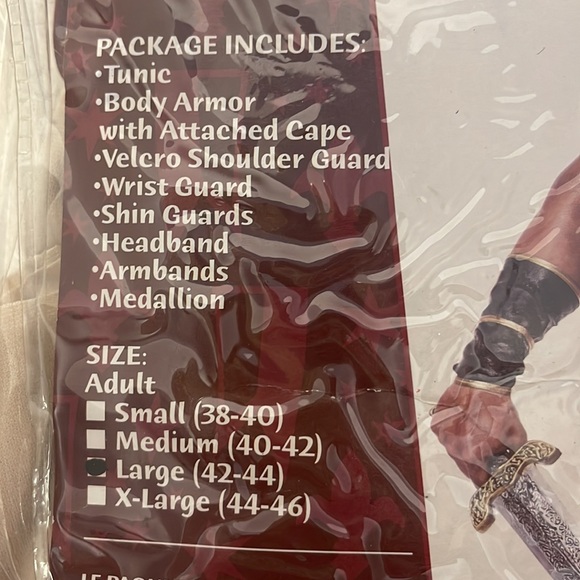 PACKAGE INCLUDES:
•Tunic
•Body Armor
with Attached Cape
•Velcro Shoulder Guard
•Wrist Guard
•Shin Guards
•Headband
•Armbands
•Medallion
SIZE:
Adult
Small (38-40)
Medium (40-42)
Large (42-44)
X-Large (44-46)